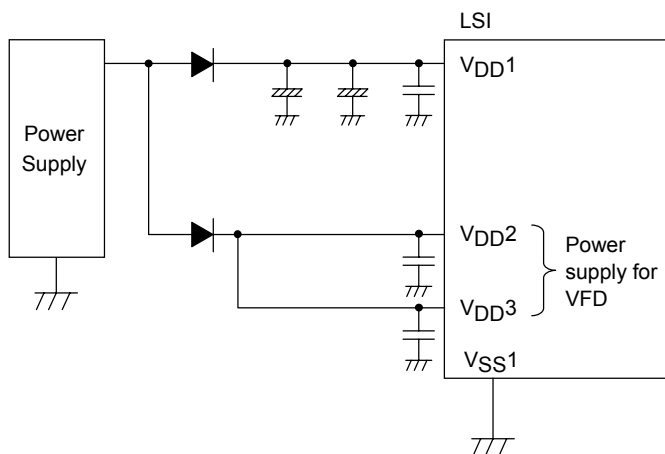 LSI
Power
Supply
VDD1
VDD2
VDD3
Power
supply for
VFD
VSS1